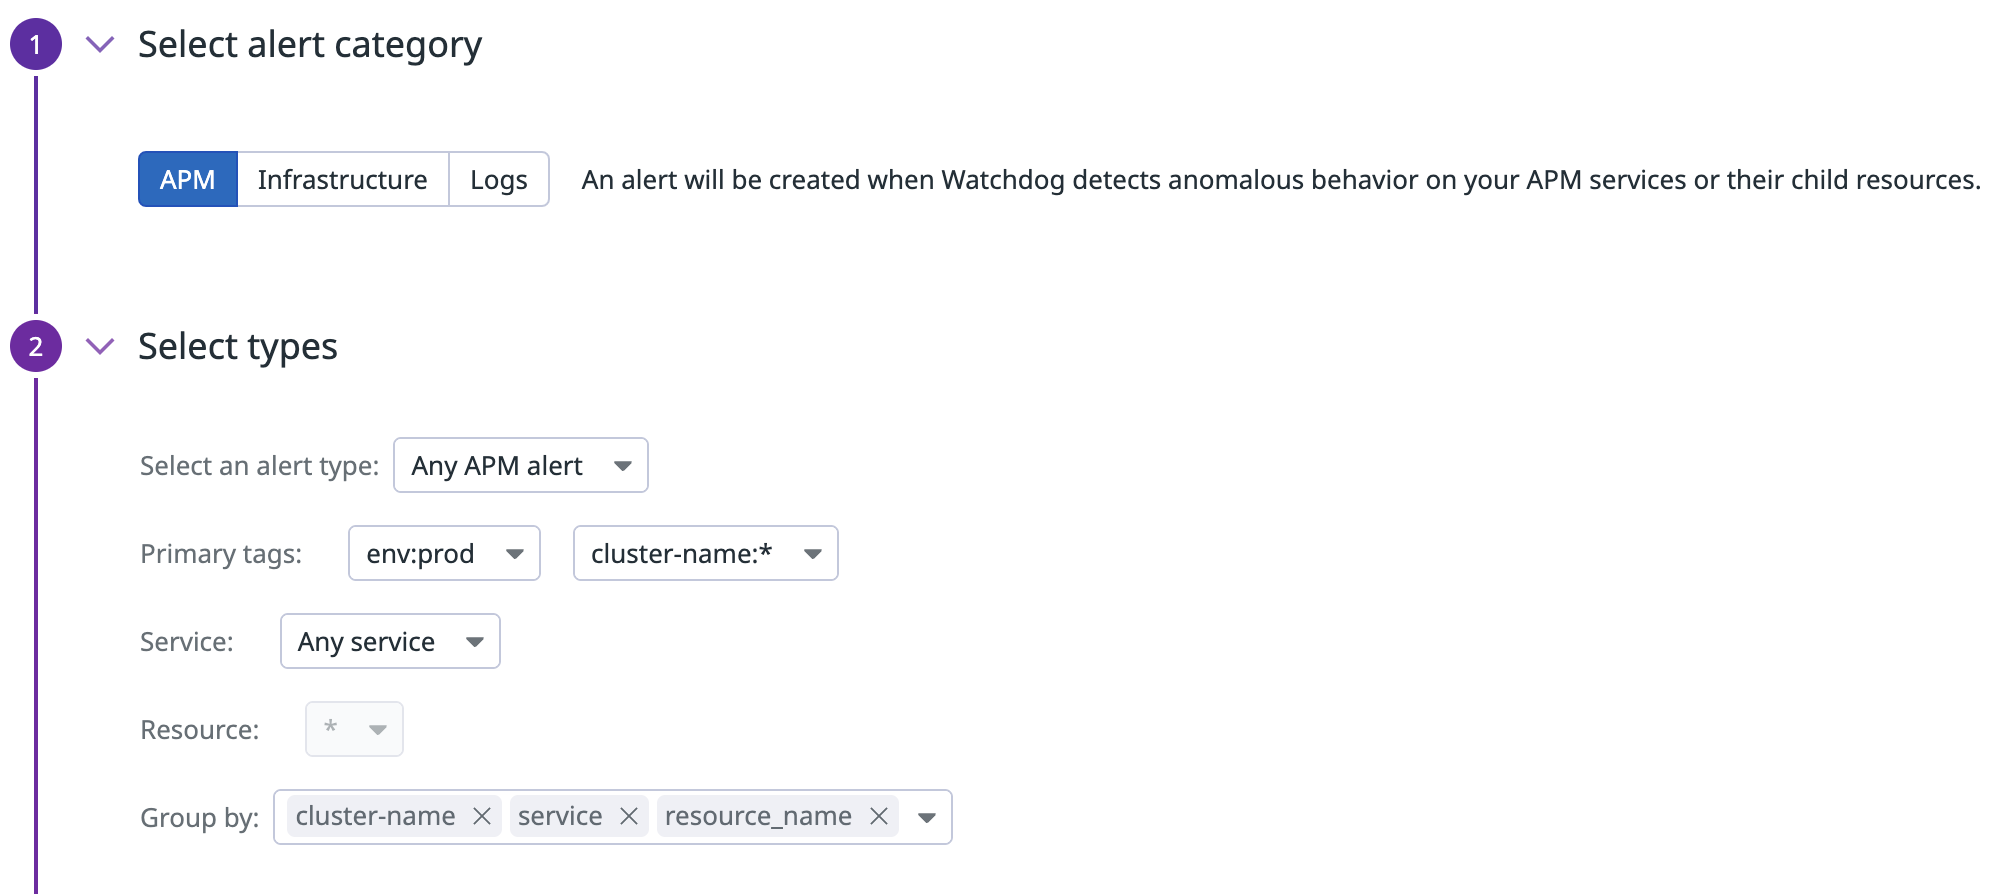 1 Select alert category
APM Infrastructure Logs An alert will be created when Watchdog detects anomalous behavior on your APM services or their child resources.
2 Select types
Select an alert type: Any APM alert
Primary tags: env:prod cluster-name:*
Service: Any service
Resource: *
Group by: cluster-name service resource_name